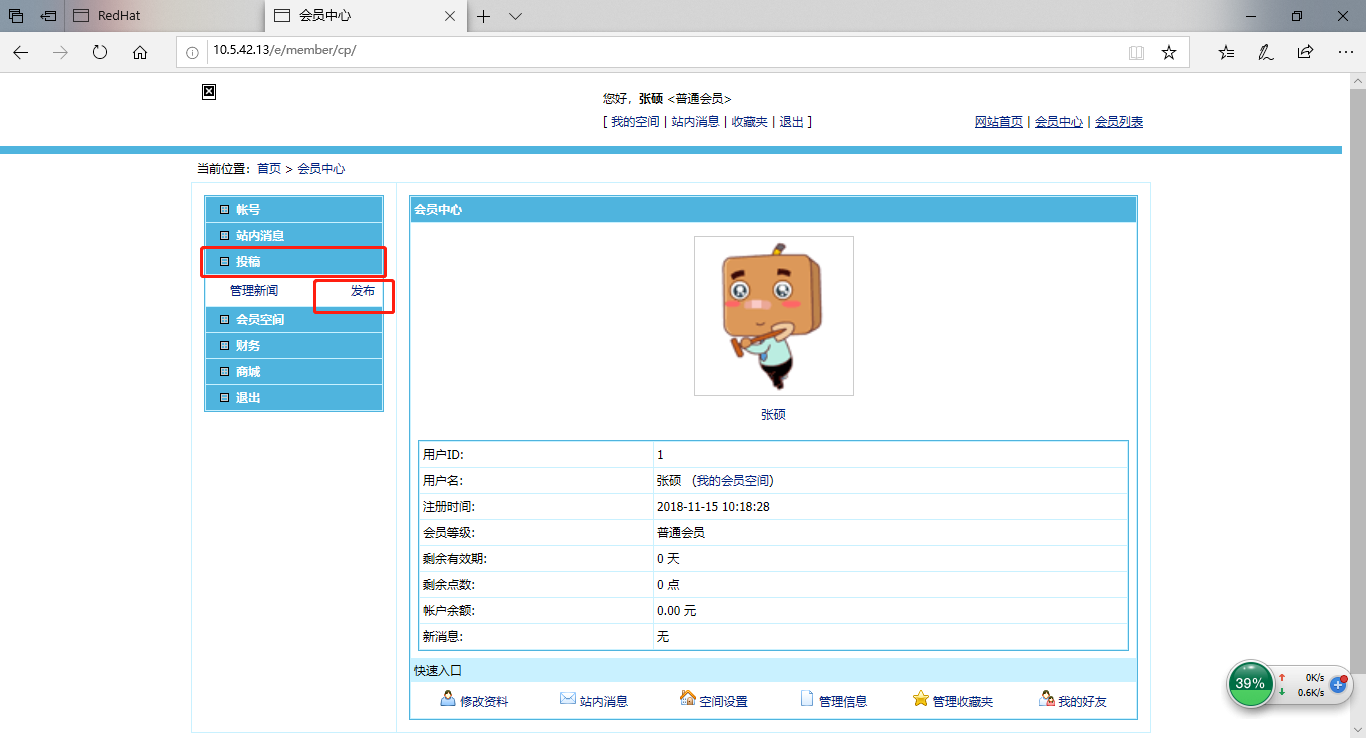 RedHat
会员中心
10.5.42.13/e/member/cp/
您好，张硕 <普通会员>
[ 我的空间 | 站内消息 | 收藏夹 | 退出 ]
网站首页 | 会员中心 | 会员列表
当前位置：首页 > 会员中心
帐号
站内消息
投稿
管理新闻 发布
会员空间
财务
商城
退出
会员中心
张硕
用户ID: 1
用户名: 张硕 (我的会员空间)
注册时间: 2018-11-15 10:18:28
会员等级: 普通会员
剩余有效期: 0 天
剩余点数: 0 点
帐户余额: 0.00 元
新消息: 无
快速入口
修改资料 站内消息 空间设置 管理信息 管理收藏夹 我的好友
39%
0K/s
0.6K/s